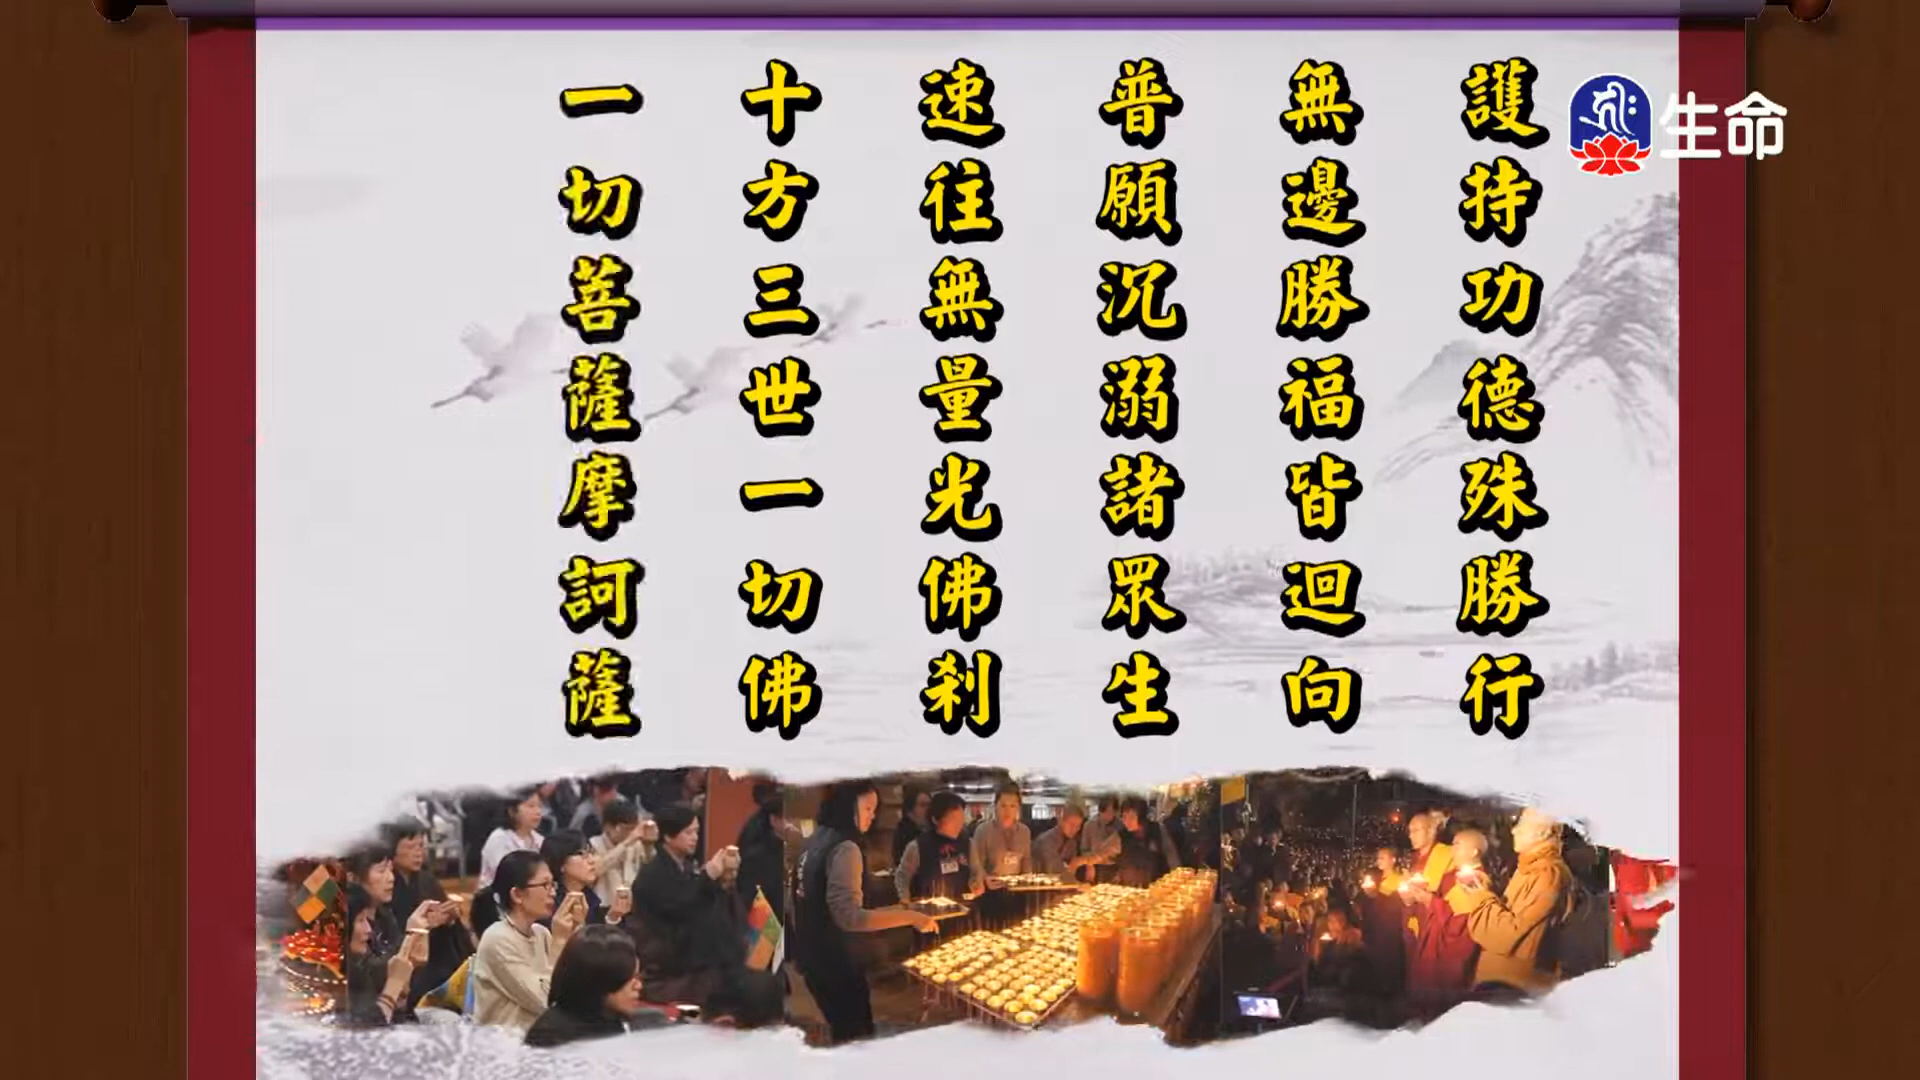 護持功德殊勝行
無邊勝福皆迴向
普願沉溺諸眾生
速往無量光佛剎
十方三世一切佛
一切菩薩摩訶薩
生命